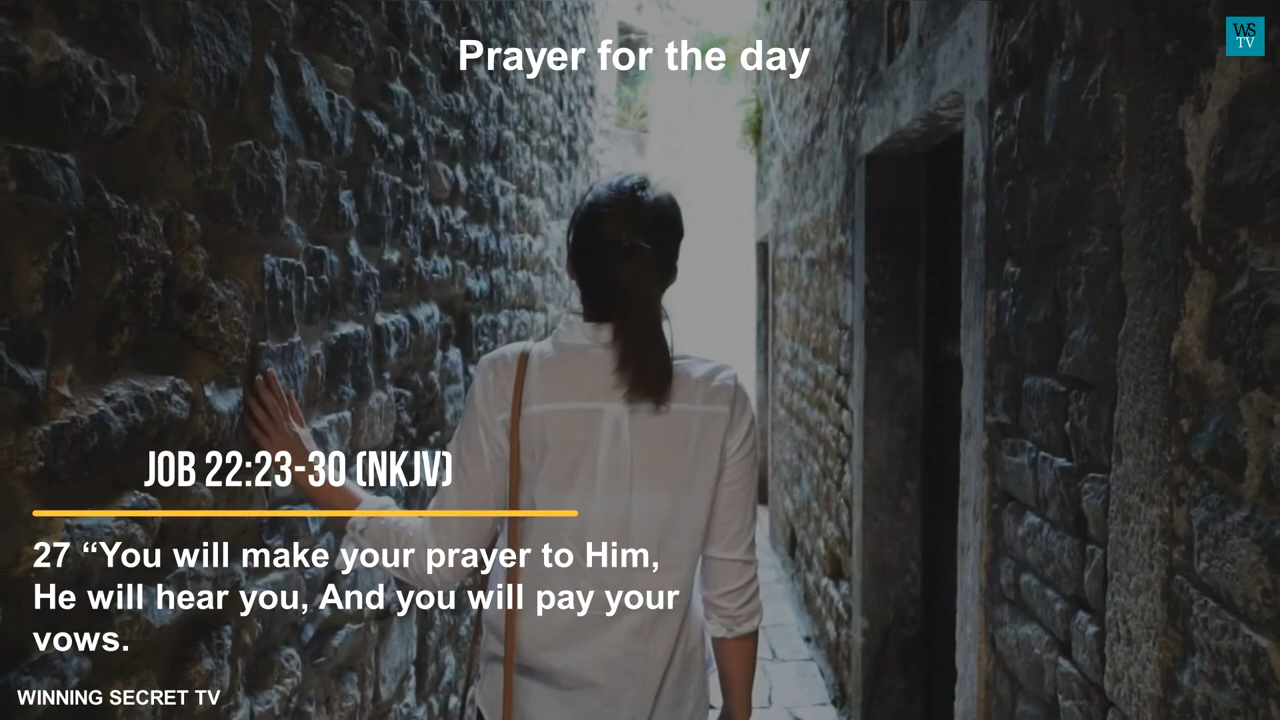 Prayer for the day
WS
TV
JOB 22:23-30 (NKJV)
27 “You will make your prayer to Him,
He will hear you, And you will pay your
vows.
WINNING SECRET TV